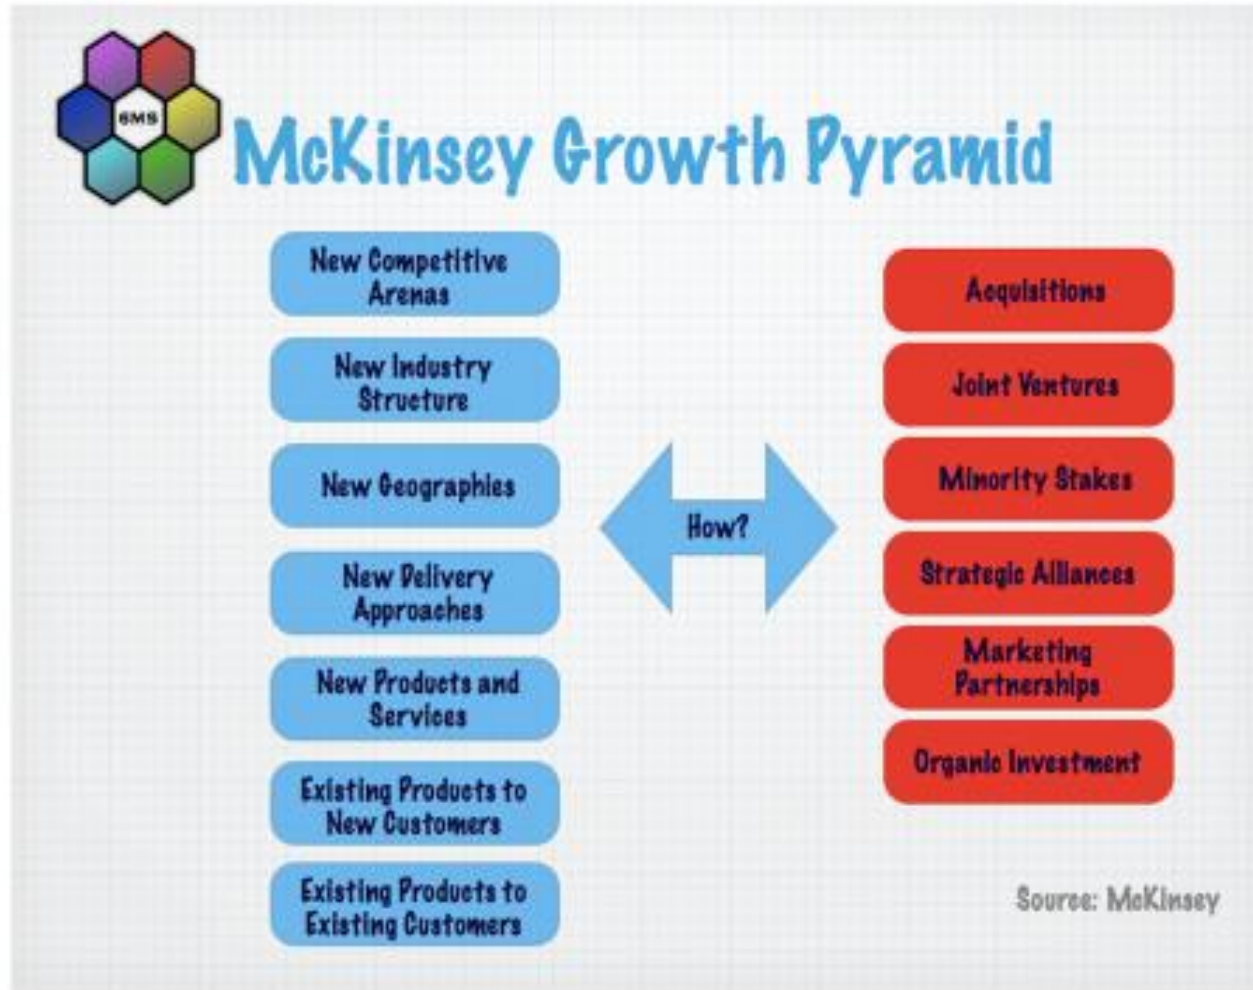 6MS
McKinsey Growth Pyramid
New Competitive
Arenas
New Industry
Structure
New Geographies
New Delivery
Approaches
New Products and
Services
Existing Products to
New Customers
Existing Products to
Existing Customers
How?
Acquisitions
Joint Ventures
Minority Stakes
Strategic Alliances
Marketing
Partnerships
Organic Investment
Source: McKinsey